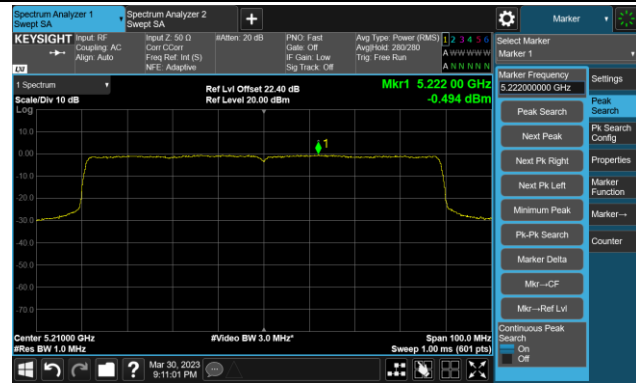 Spectrum Analyzer 1
Swept SA
Spectrum Analyzer 2
Swept SA
+
Marker
KEYSIGHT
Input: RF
Coupling: AC
Align: Auto
Input Z: 50 Ω
Corr CCorr
Freq Ref: Int (S)
NFE: Adaptive
#Atten: 20 dB
PNO: Fast
Gate: Off
IF Gain: Low
Sig Track: Off
Avg Type: Power (RMS)
Avg|Hold: 280/280
Trig: Free Run
1 2 3 4 5 6
A W W W W W
A N N N N N
LXI
Select Marker
Marker 1
1 Spectrum
Scale/Div 10 dB
Log
Ref Lvl Offset 22.40 dB
Ref Level 20.00 dBm
Mkr1 5.222 00 GHz
-0.494 dBm
10.0
0.00
-10.0
-20.0
-30.0
-40.0
-50.0
-60.0
-70.0
1
Center 5.21000 GHz
#Res BW 1.0 MHz
#Video BW 3.0 MHz*
Span 100.0 MHz
Sweep 1.00 ms (601 pts)
Marker Frequency
5.222000000 GHz
Peak Search
Next Peak
Next Pk Right
Next Pk Left
Minimum Peak
Pk-Pk Search
Marker Delta
Mkr→CF
Mkr→Ref Lvl
Continuous Peak
Search
On
Off
Settings
Peak
Search
Pk Search
Config
Properties
Marker
Function
Marker→
Counter
?
Mar 30, 2023
9:11:01 PM